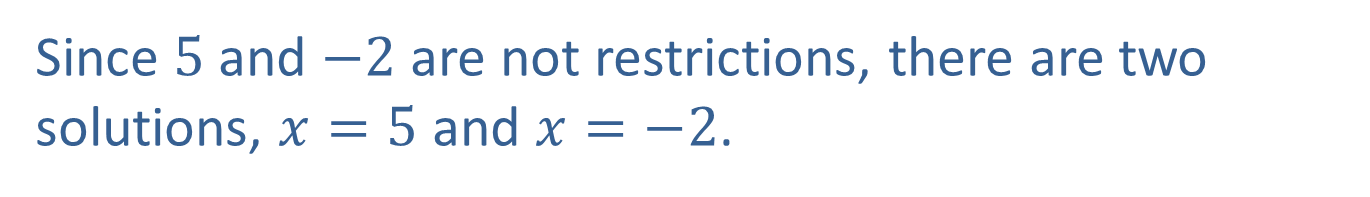 Since 5 and −2 are not restrictions, there are two
solutions, x = 5 and x = −2.